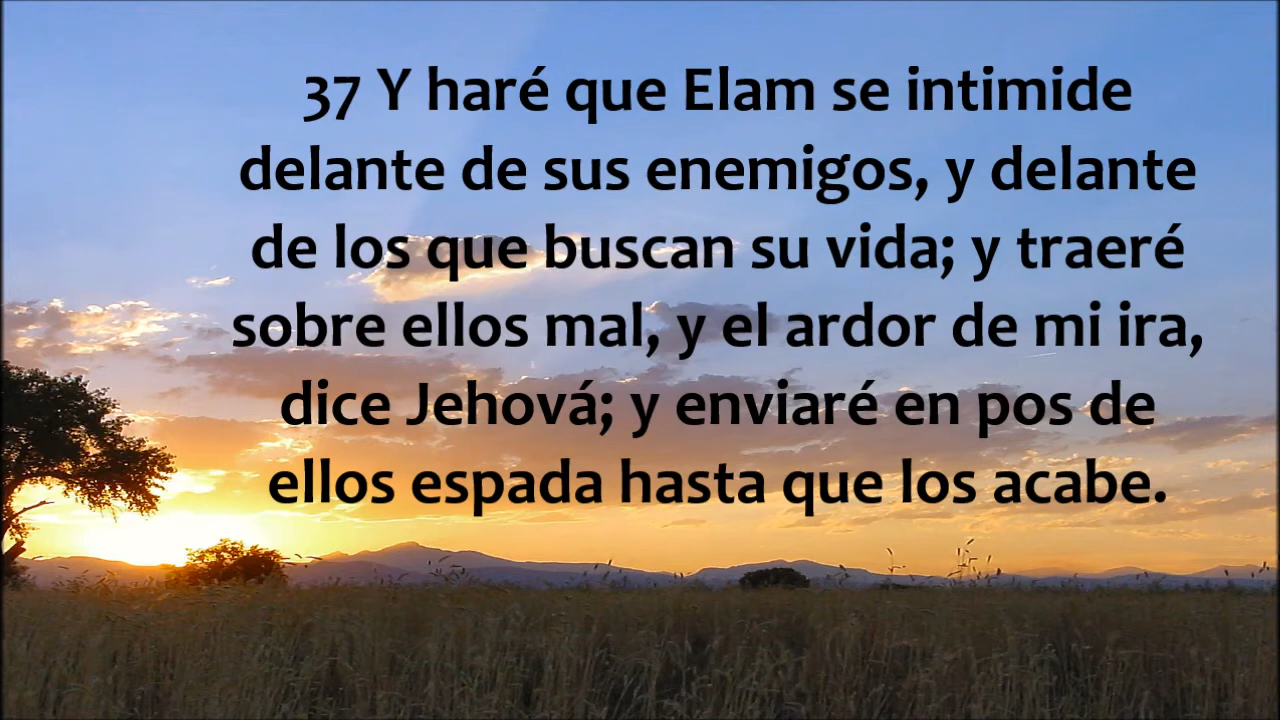 37 Y haré que Elam se intimide
delante de sus enemigos, y delante
de los que buscan su vida; y traeré
sobre ellos mal, y el ardor de mi ira,
dice Jehová; y enviaré en pos de
ellos espada hasta que los acabe.